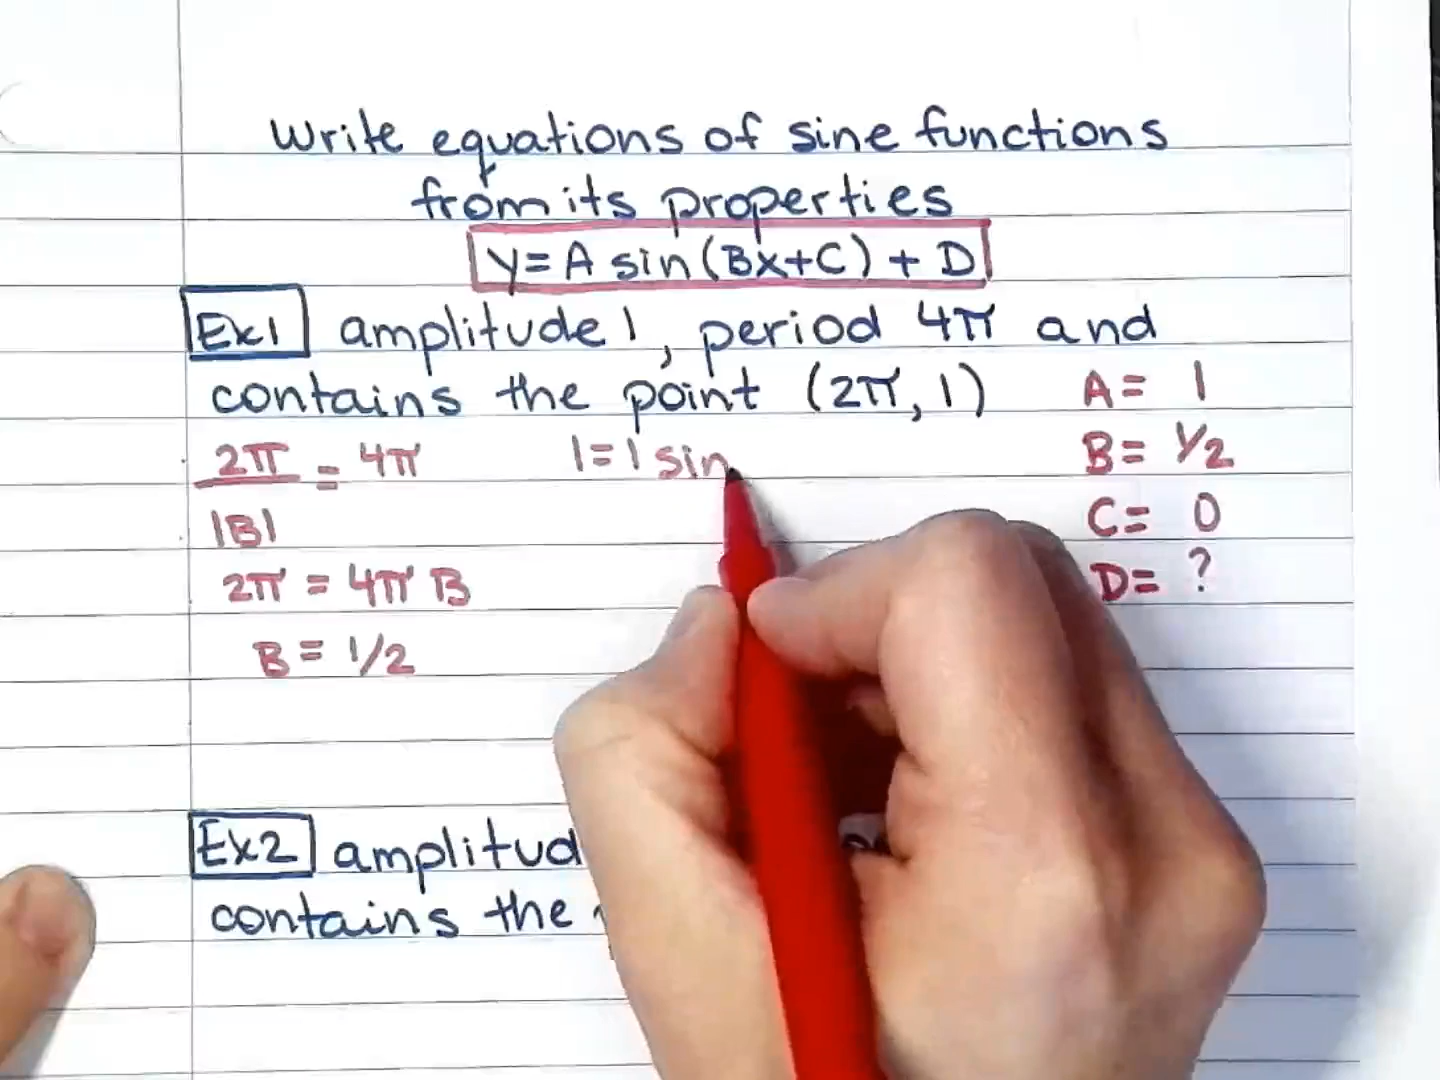 Write equations of sine functions
from its properties
y = A sin (Bx+C) + D
Ex1 amplitude 1, period 4π and
contains the point (2π, 1)
A = 1
2π = 4π
1 = 1 sin
B = 1/2
|B|
C = 0
2π = 4π B
D = ?
B = 1/2
Ex2
contains the